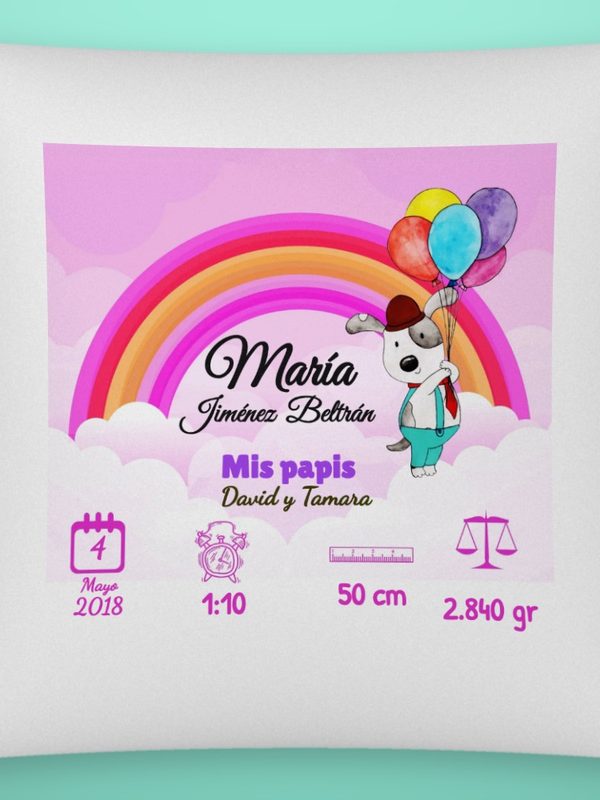 María
Jiménez Beltrán
Mis papis
David y Tamara
4
Mayo
2018
1:10
50 cm
2.840 gr